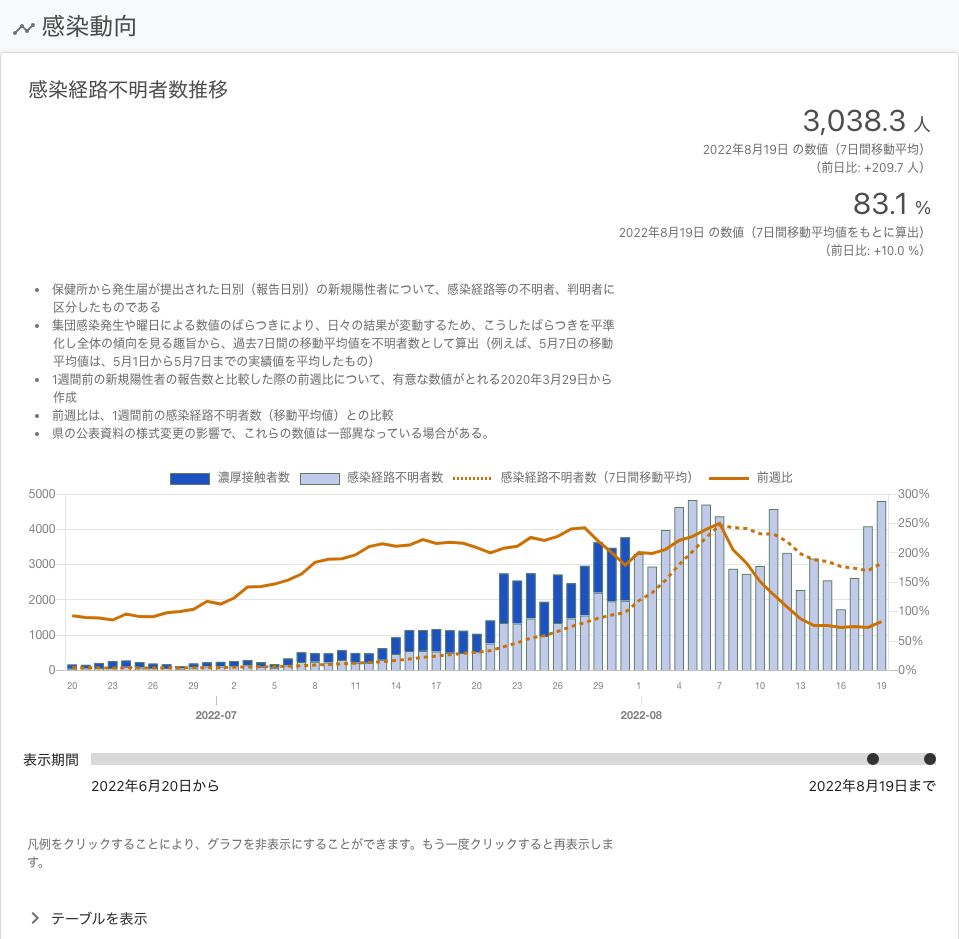 感染動向
感染経路不明者数推移
3,038.3 人
2022年8月19日 の数値（7日間移動平均）
（前日比: +209.7 人）
83.1 %
2022年8月19日 の数値（7日間移動平均値をもとに算出）
（前日比: +10.0 %）
• 保健所から発生届が提出された日別（報告日別）の新規陽性者について、感染経路等の不明者、判明者に
区分したものである
• 集団感染発生や曜日による数値のばらつきにより、日々の結果が変動するため、こうしたばらつきを平準
化し全体の傾向を見る趣旨から、過去7日間の移動平均値を不明者数として算出（例えば、5月7日の移動
平均値は、5月1日から5月7日までの実績値を平均したもの）
• 1週間前の新規陽性者の報告数と比較した際の前週比について、有意な数値がとれる2020年3月29日から
作成
• 前週比は、1週間前の感染経路不明者数（移動平均値）との比較
• 県の公表資料の様式変更の影響で、これらの数値は一部異なっている場合がある。
濃厚接触者数 感染経路不明者数 感染経路不明者数（7日間移動平均） 前週比
5000 300%
250%
4000
200%
3000
150%
2000
100%
1000
50%
0 0%
20 23 26 29 2 5 8 11 14 17 20 23 26 29 1 4 7 10 13 16 19
2022-07 2022-08
表示期間
2022年6月20日から 2022年8月19日まで
凡例をクリックすることにより、グラフを非表示にすることができます。もう一度クリックすると再表示しま
す。
テーブルを表示